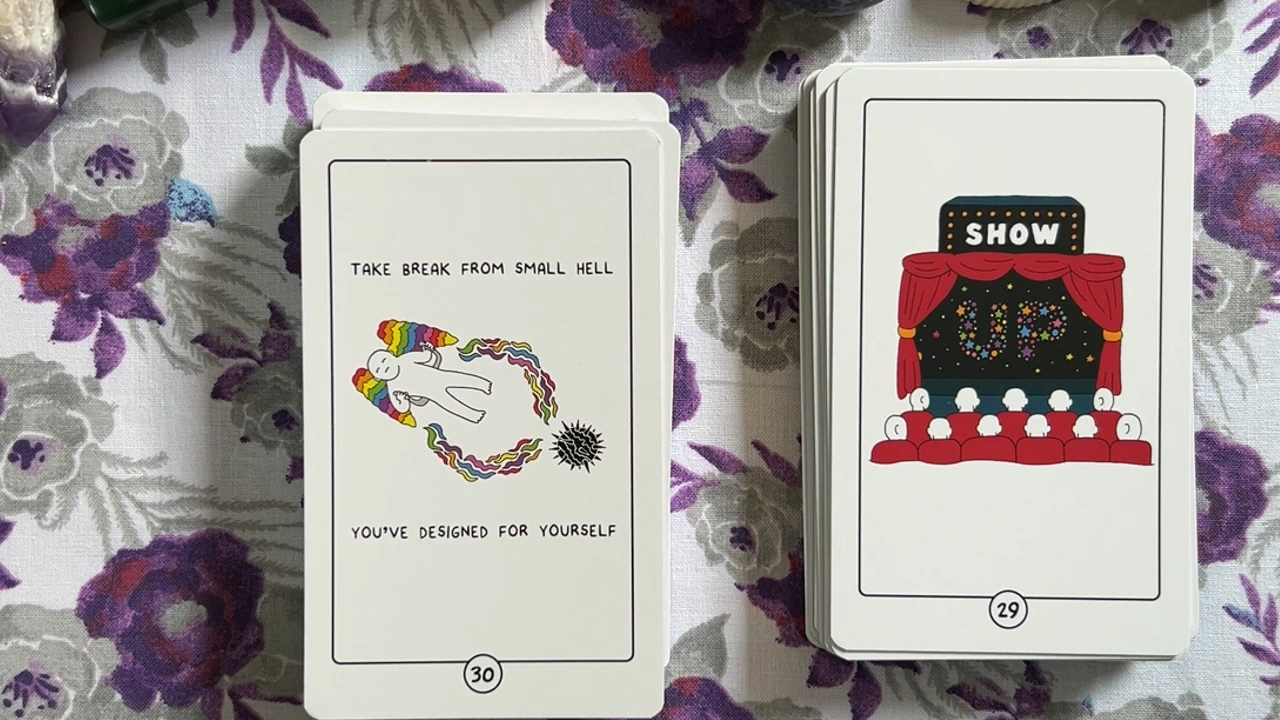 TAKE BREAK FROM SMALL HELL
YOU'VE DESIGNED FOR YOURSELF
30
SHOW
UP
29